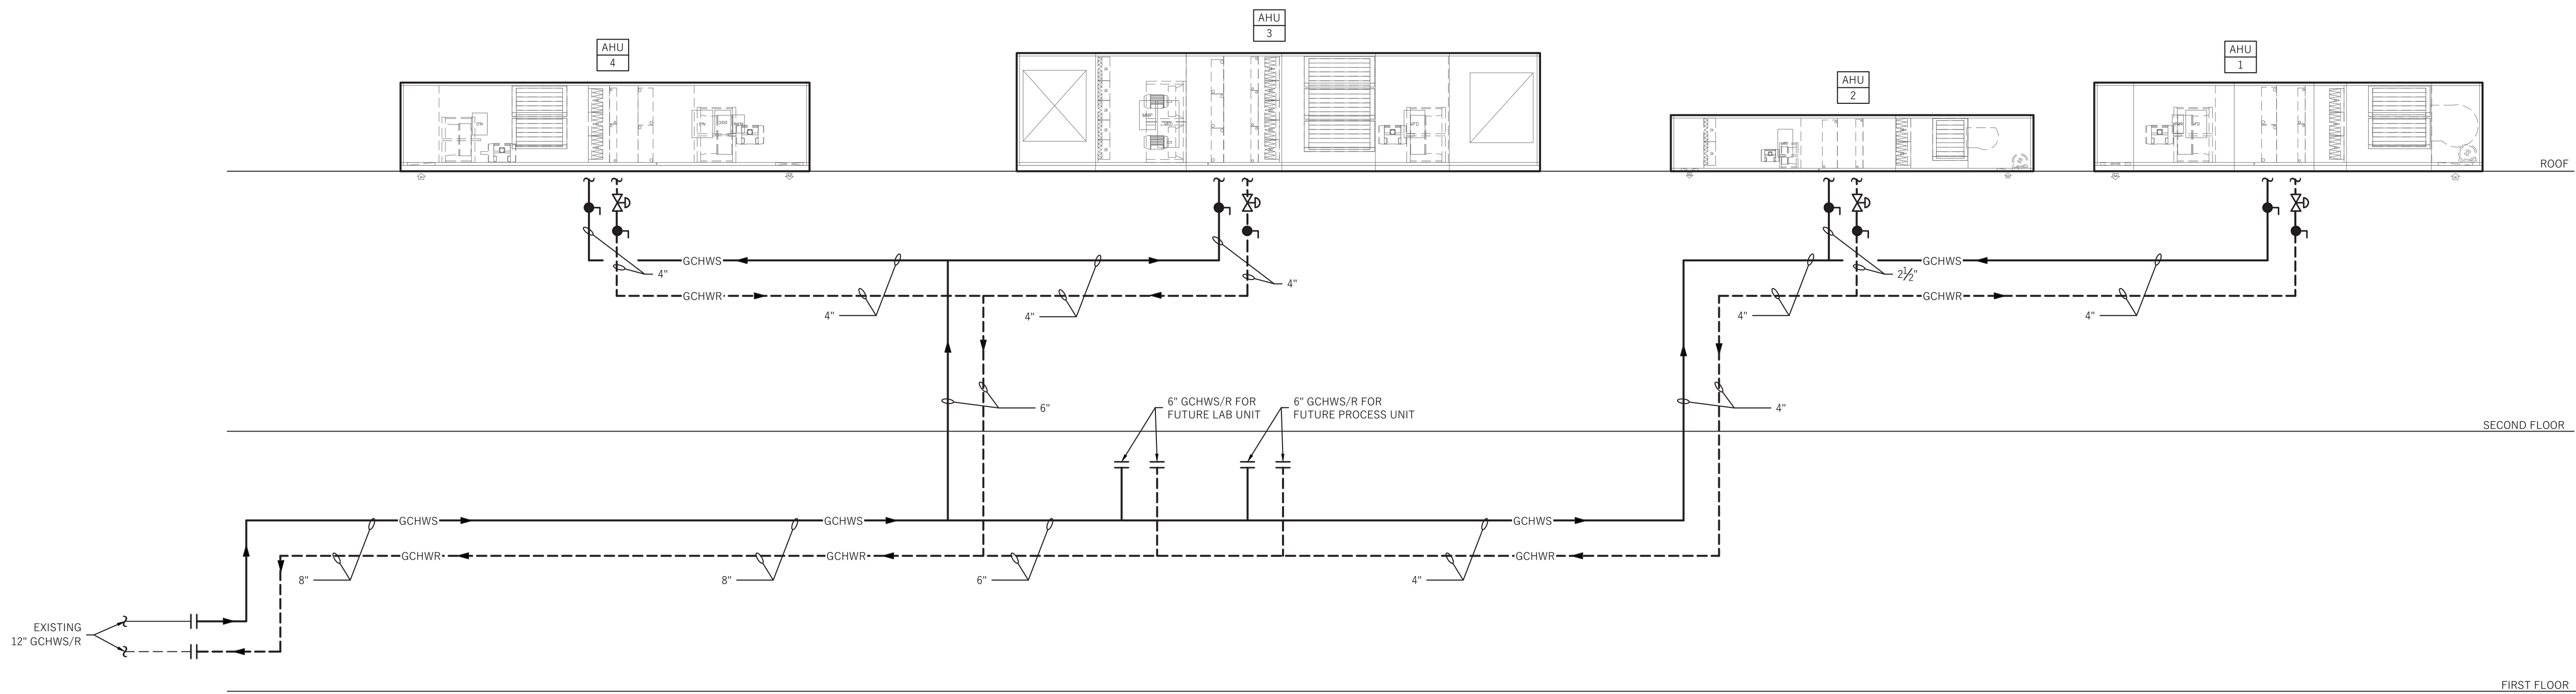 AHU
3
AHU
4
AHU
1
AHU
2
ROOF
GCHWS
4"
GCHWR
4"
4"
4"
GCHWS
2½"
GCHWR
4"
4"
6"
4"
6" GCHWS/R FOR
FUTURE LAB UNIT
6" GCHWS/R FOR
FUTURE PROCESS UNIT
SECOND FLOOR
GCHWS
GCHWS
GCHWS
GCHWR
GCHWR
GCHWR
8"
8"
6"
4"
EXISTING
12" GCHWS/R
FIRST FLOOR